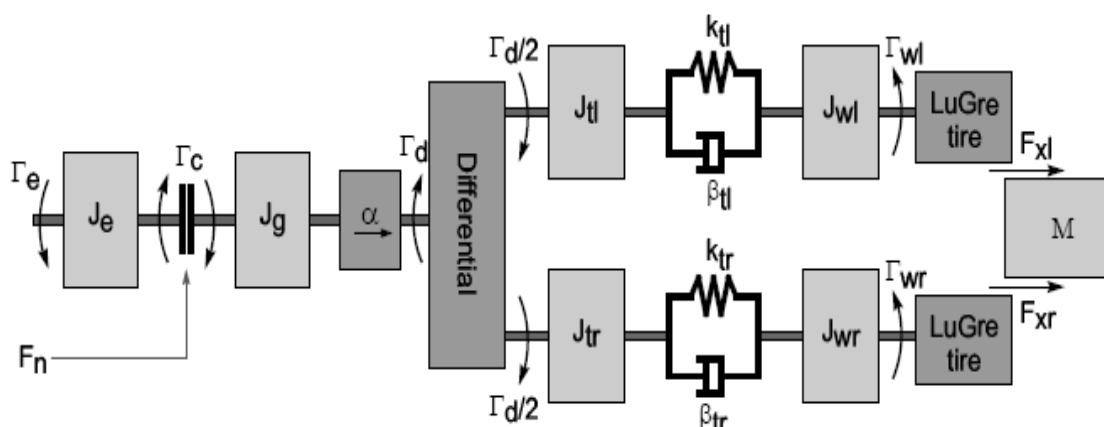 Γe
Je
Γc
Fn
Jg
α
Γd
Differential
Γd/2
Jtl
ktl
βtl
Jwl
Γwl
LuGre
tire
Fxl
M
Γd/2
Jtr
ktr
βtr
Jwr
Γwr
LuGre
tire
Fxr